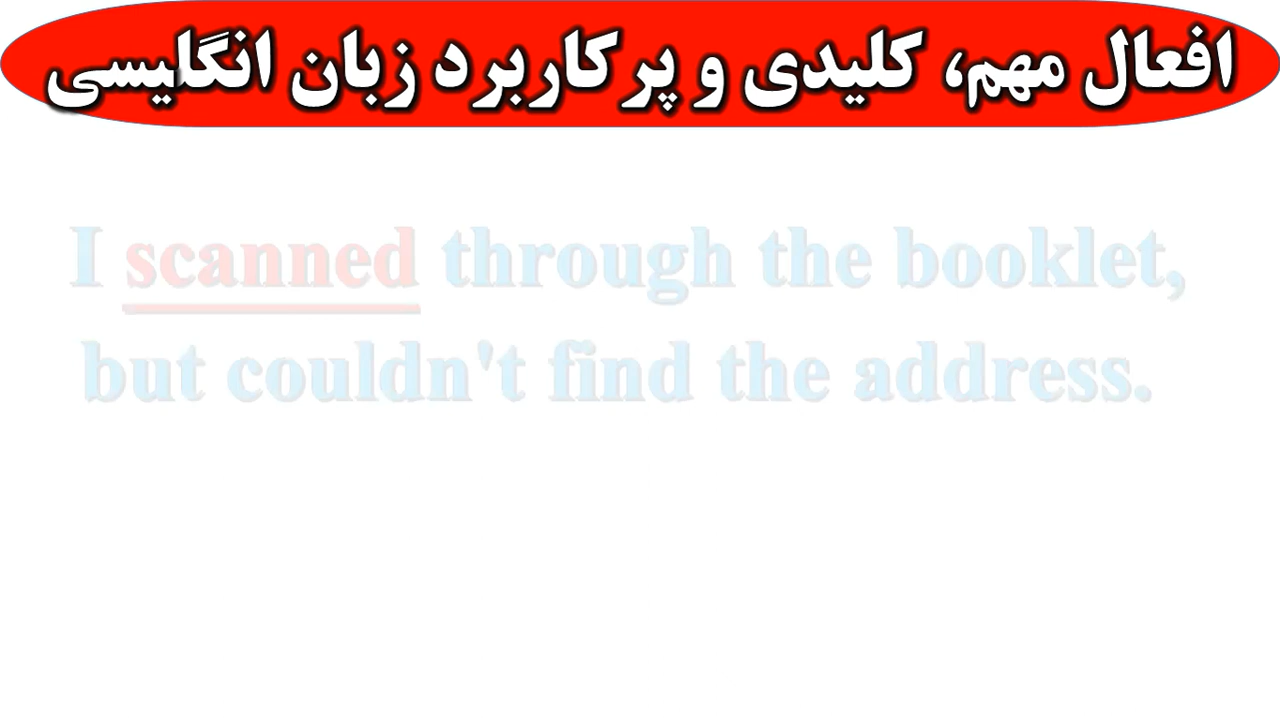 افعال مهم، کلیدی و پرکاربرد زبان انگلیسی
I scanned through the booklet,
but couldn't find the address.